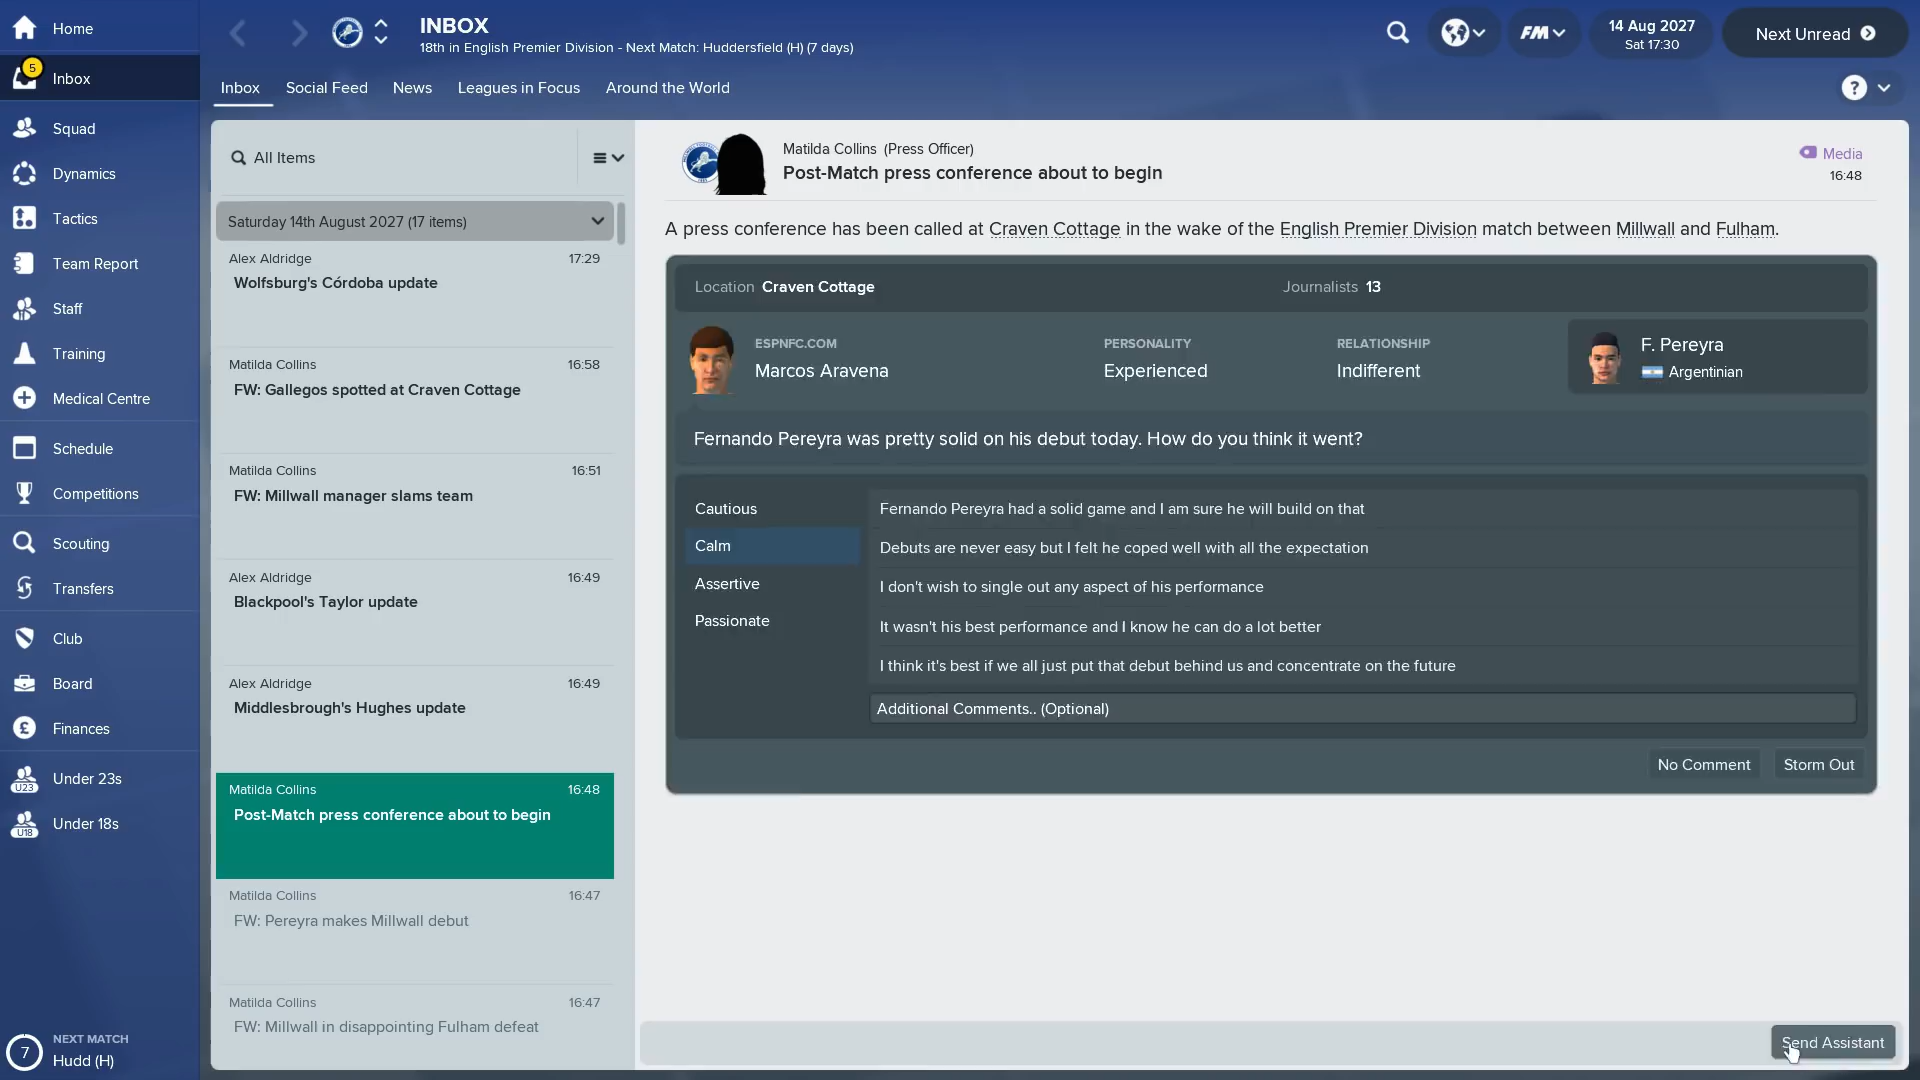 Home
5
Inbox
Squad
Dynamics
Tactics
Team Report
Staff
Training
Medical Centre
Schedule
Competitions
Scouting
Transfers
Club
Board
Finances
U23
Under 23s
U18
Under 18s
7
NEXT MATCH
Hudd (H)
INBOX
18th in English Premier Division - Next Match: Huddersfield (H) (7 days)
FM
14 Aug 2027
Sat 17:30
Next Unread
Inbox
Social Feed
News
Leagues in Focus
Around the World
?
All Items
Saturday 14th August 2027 (17 items)
Alex Aldridge 17:29
Wolfsburg's Córdoba update
Matilda Collins 16:58
FW: Gallegos spotted at Craven Cottage
Matilda Collins 16:51
FW: Millwall manager slams team
Alex Aldridge 16:49
Blackpool's Taylor update
Alex Aldridge 16:49
Middlesbrough's Hughes update
Matilda Collins 16:48
Post-Match press conference about to begin
Matilda Collins 16:47
FW: Pereyra makes Millwall debut
Matilda Collins 16:47
FW: Millwall in disappointing Fulham defeat
Matilda Collins (Press Officer)
Post-Match press conference about to begin
Media
16:48
A press conference has been called at Craven Cottage in the wake of the English Premier Division match between Millwall and Fulham.
Location Craven Cottage
Journalists 13
ESPNFC.COM
Marcos Aravena
PERSONALITY
Experienced
RELATIONSHIP
Indifferent
F. Pereyra
Argentinian
Fernando Pereyra was pretty solid on his debut today. How do you think it went?
Cautious
Calm
Assertive
Passionate
Fernando Pereyra had a solid game and I am sure he will build on that
Debuts are never easy but I felt he coped well with all the expectation
I don't wish to single out any aspect of his performance
It wasn't his best performance and I know he can do a lot better
I think it's best if we all just put that debut behind us and concentrate on the future
Additional Comments.. (Optional)
No Comment
Storm Out
Send Assistant